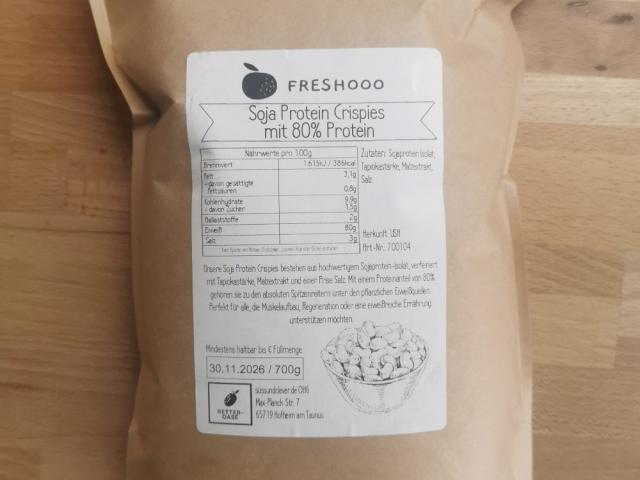 FRESHOOO
Soja Protein Crispies
mit 80% Protein
Nährwerte pro 100g
Brennwert 1.615kJ / 386kcal
Fett 3,1g
- davon gesättigte
Fettsäuren 0,8g
Kohlenhydrate 9,9g
- davon Zucker 1,5g
Ballaststoffe 2g
Eiweiß 80g
Salz 3g
Zutaten: Sojaprotein Isolat,
Tapiokastärke, Malzextrakt,
Salz
Herkunft: USA
Art.-Nr.: 700104
Unsere Soja Protein Crispies bestehen aus hochwertigem Sojaprotein-Isolat, verfeinert
mit Tapiokastärke, Malzextrakt und einer Prise Salz. Mit einem Proteinanteil von 80%
gehören sie zu den absoluten Spitzenreitern unter den pflanzlichen Eiweißquellen.
Perfekt für alle, die Muskelaufbau, Regeneration oder eine eiweißreiche Ernährung
unterstützen möchten.
Mindestens haltbar bis & Füllmenge:
30.11.2026 / 700g
RETTER-
OASE
süssundclever.de OHG
Max-Planck-Str. 7
65719 Hofheim am Taunus